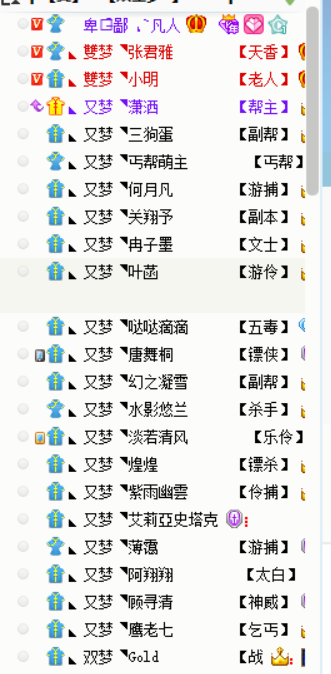 卑鄙 凡人
雙梦 ◥张君雅 【天香】
雙梦 ◥小明 【老人】
又梦 ◥潇洒 【帮主】
又梦 ◥三狗蛋 【副帮】
又梦 ◥丐帮萌主 【丐帮】
又梦 ◥何月凡 【游捕】
又梦 ◥关翔予 【副本】
又梦 ◥冉子墨 【文士】
又梦 ◥叶菡 【游伶】
又梦 ◥哒哒滴滴 【五毒】
又梦 ◥唐舞桐 【镖侠】
又梦 ◥幻之凝雪 【副帮】
又梦 ◥水影悠兰 【杀手】
又梦 ◥淡若清风 【乐伶】
又梦 ◥煌煌 【镖杀】
又梦 ◥紫雨幽雲 【伶捕】
又梦 ◥艾莉亞史塔克
又梦 ◥薄霭 【游捕】
又梦 ◥阿翔翔 【太白】
又梦 ◥顾寻清 【神威】
又梦 ◥鹰老七 【乞丐】
双梦 ◥Gold 【战